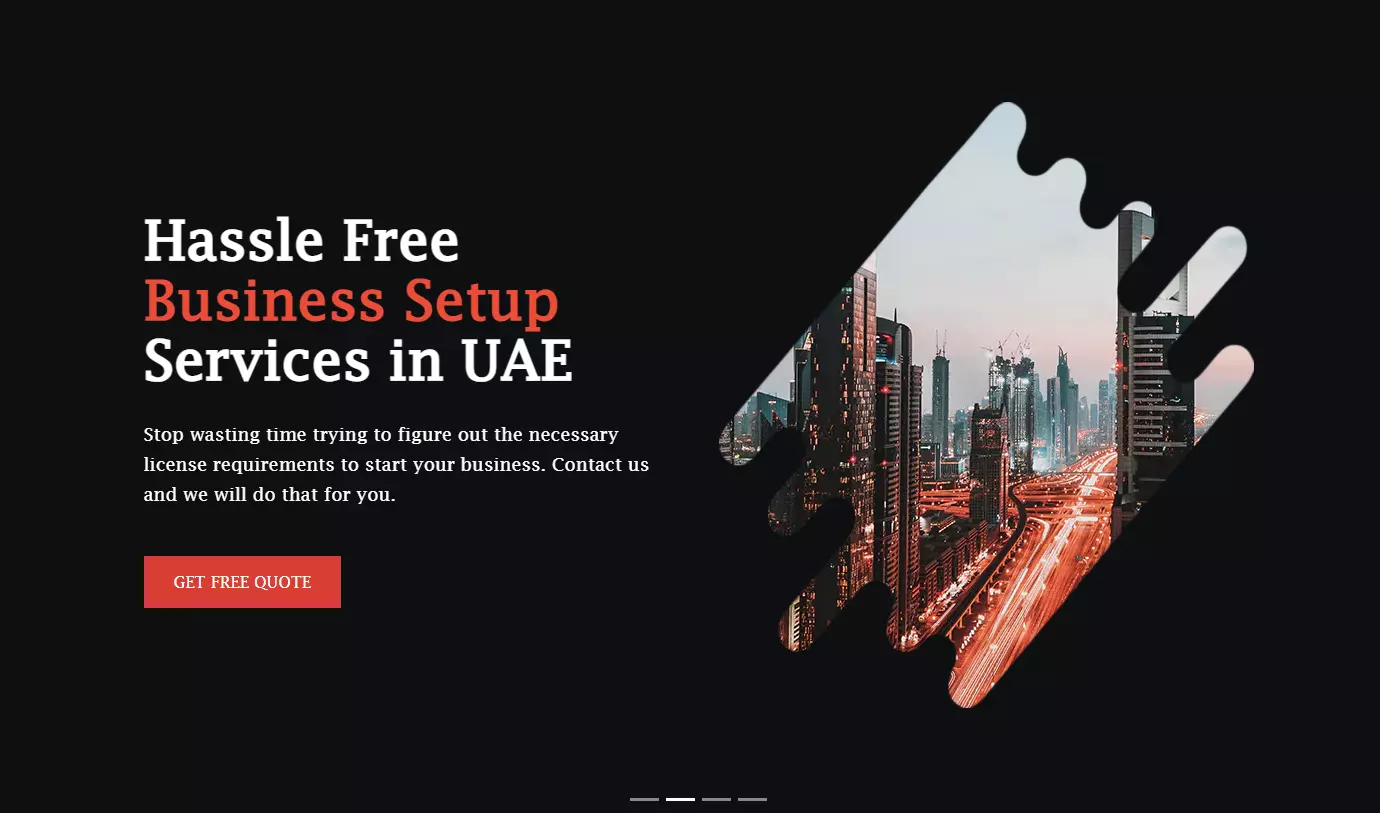 Hassle Free
Business Setup
Services in UAE
Stop wasting time trying to figure out the necessary
license requirements to start your business. Contact us
and we will do that for you.
GET FREE QUOTE